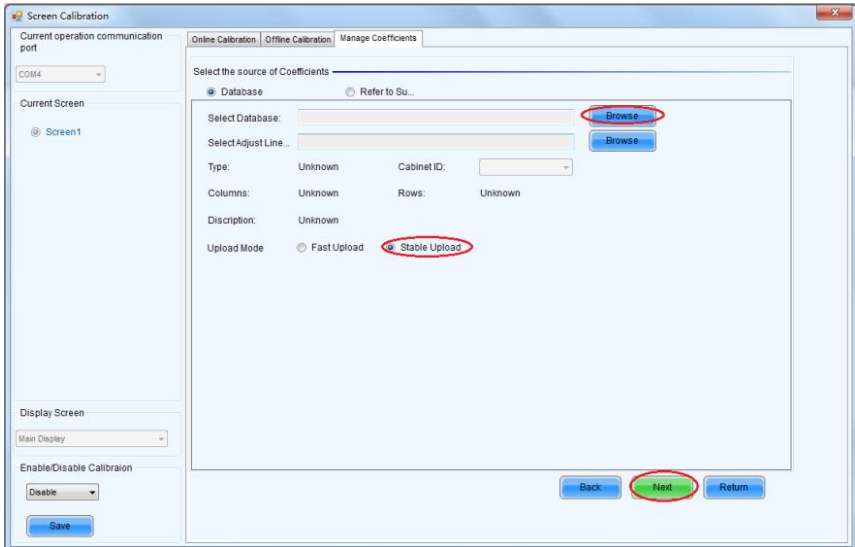 Screen Calibration
Current operation communication
port
COM4
Current Screen
Screen1
Display Screen
Main Display
Enable/Disable Calibraion
Disable
Save
Online Calibration Offline Calibration Manage Coefficients
Select the source of Coefficients
Database Refer to Su...
Select Database: Browse
Select Adjust Line... Browse
Type: Unknown Cabinet ID:
Columns: Unknown Rows: Unknown
Discription: Unknown
Upload Mode Fast Upload Stable Upload
Back Next Return